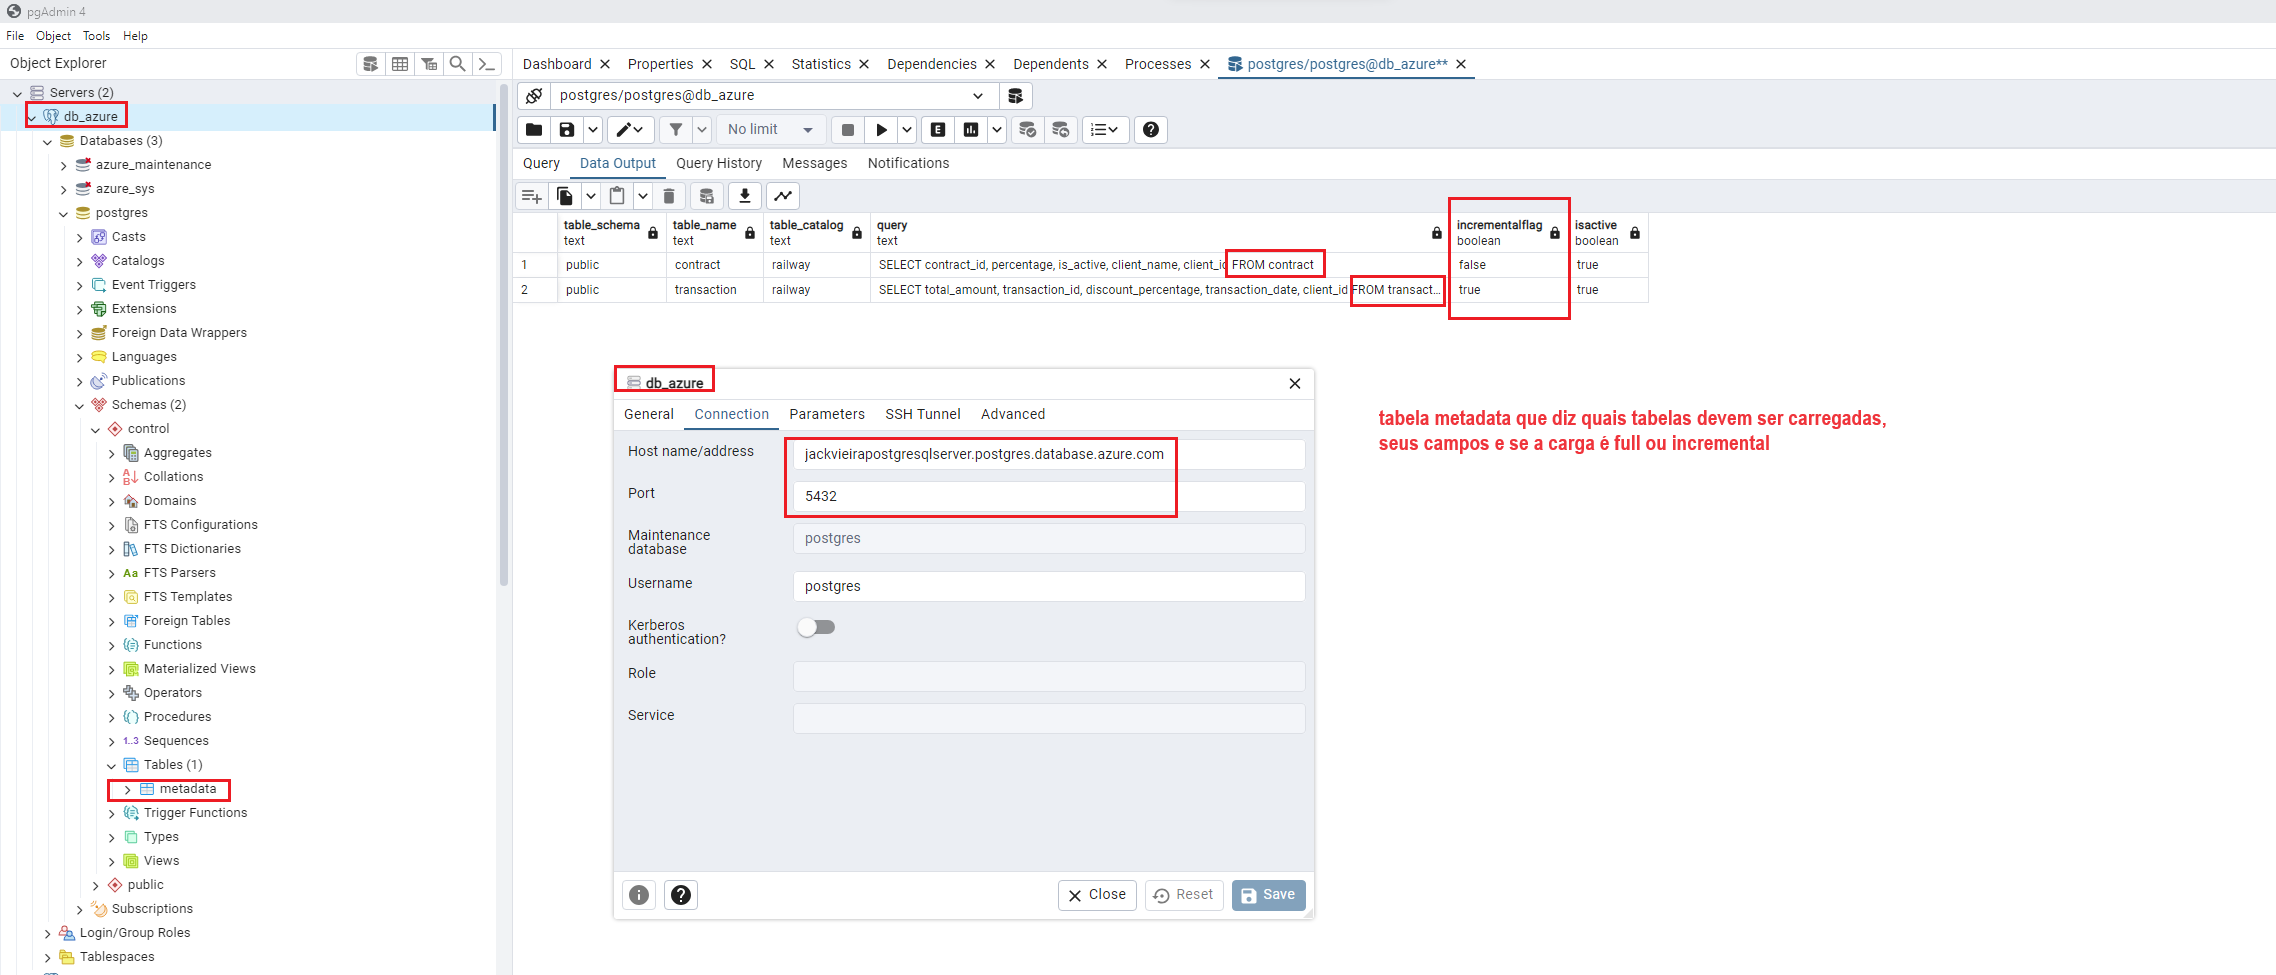 pgAdmin 4
File Object Tools Help
Object Explorer
Servers (2)
db_azure
Databases (3)
azure_maintenance
azure_sys
postgres
Casts
Catalogs
Event Triggers
Extensions
Foreign Data Wrappers
Languages
Publications
Schemas (2)
control
Aggregates
Collations
Domains
FTS Configurations
FTS Dictionaries
Aa FTS Parsers
FTS Templates
Foreign Tables
Functions
Materialized Views
Operators
Procedures
1..3 Sequences
Tables (1)
metadata
Trigger Functions
Types
Views
public
Subscriptions
Login/Group Roles
Tablespaces
Dashboard Properties SQL Statistics Dependencies Dependents Processes postgres/postgres@db_azure**
postgres/postgres@db_azure
No limit
Query Data Output Query History Messages Notifications
table_schema table_name table_catalog query incrementalflag isactive
text text text text boolean boolean
1 public contract railway SELECT contract_id, percentage, is_active, client_name, client_id FROM contract false true
2 public transaction railway SELECT total_amount, transaction_id, discount_percentage, transaction_date, client_id FROM transact... true true
db_azure
General Connection Parameters SSH Tunnel Advanced
Host name/address jackvieirapostgresqlserver.postgres.database.azure.com
Port 5432
Maintenance
database postgres
Username postgres
Kerberos
authentication?
Role
Service
Close Reset Save
tabela metadata que diz quais tabelas devem ser carregadas,
seus campos e se a carga é full ou incremental